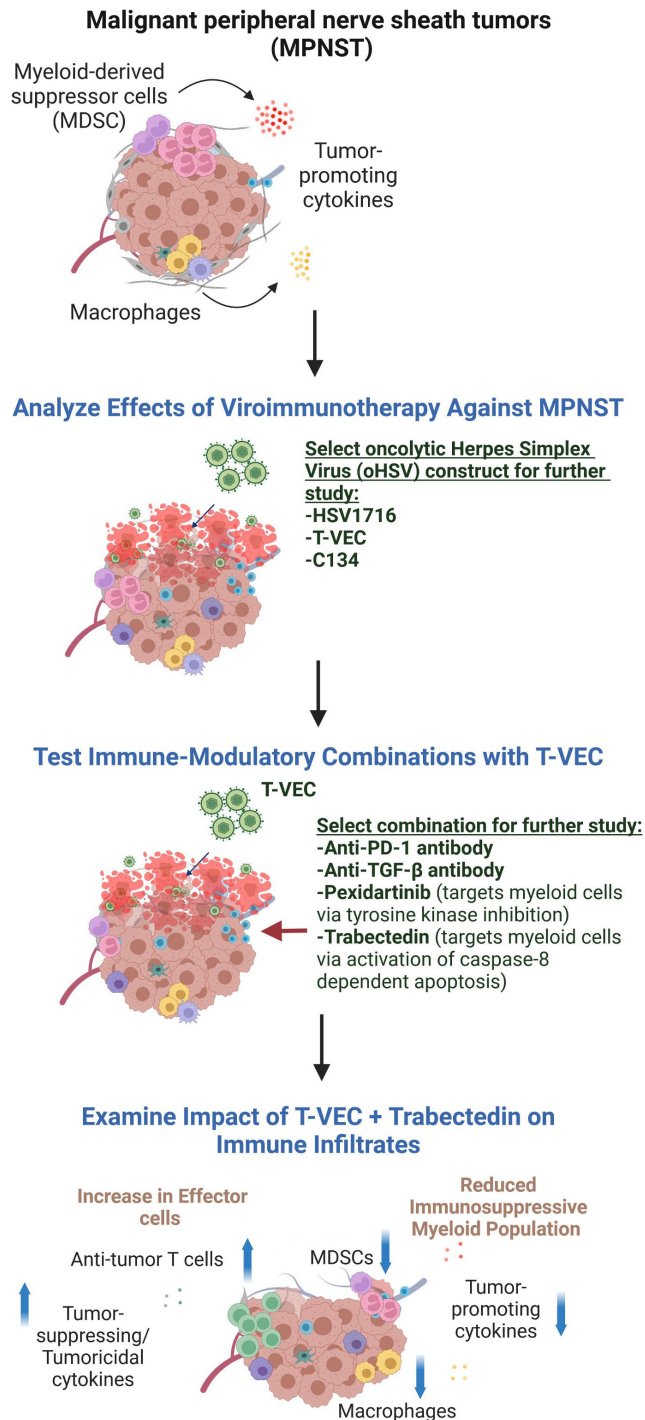 Malignant peripheral nerve sheath tumors
(MPNST)
Myeloid-derived
suppressor cells
(MDSC)
Tumor-
promoting
cytokines
Macrophages
Analyze Effects of Viroimmunotherapy Against MPNST
Select oncolytic Herpes Simplex
Virus (oHSV) construct for further
study:
-HSV1716
-T-VEC
-C134
Test Immune-Modulatory Combinations with T-VEC
T-VEC
Select combination for further study:
-Anti-PD-1 antibody
-Anti-TGF-β antibody
-Pexidartinib (targets myeloid cells
via tyrosine kinase inhibition)
-Trabectedin (targets myeloid cells
via activation of caspase-8
dependent apoptosis)
Examine Impact of T-VEC + Trabectedin on
Immune Infiltrates
Increase in Effector
cells
Reduced
Immunosuppressive
Myeloid Population
Anti-tumor T cells
MDSCs
Tumor-
suppressing/
Tumoricidal
cytokines
Tumor-
promoting
cytokines
Macrophages